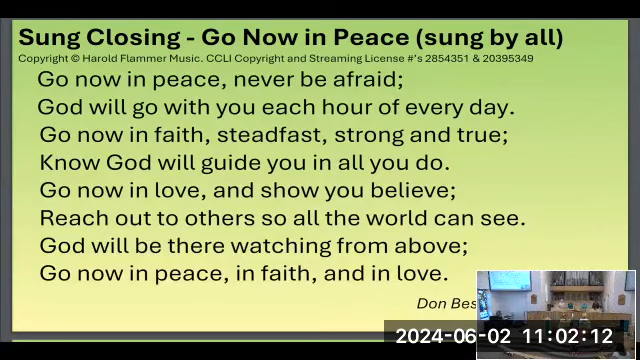 Sung Closing - Go Now in Peace (sung by all)
Copyright © Harold Flammer Music. CCLI Copyright and Streaming License #'s 2854351 & 20395349
Go now in peace, never be afraid;
God will go with you each hour of every day.
Go now in faith, steadfast, strong and true;
Know God will guide you in all you do.
Go now in love, and show you believe;
Reach out to others so all the world can see.
God will be there watching from above;
Go now in peace, in faith, and in love.
Don
2024-06-02 11:02:12